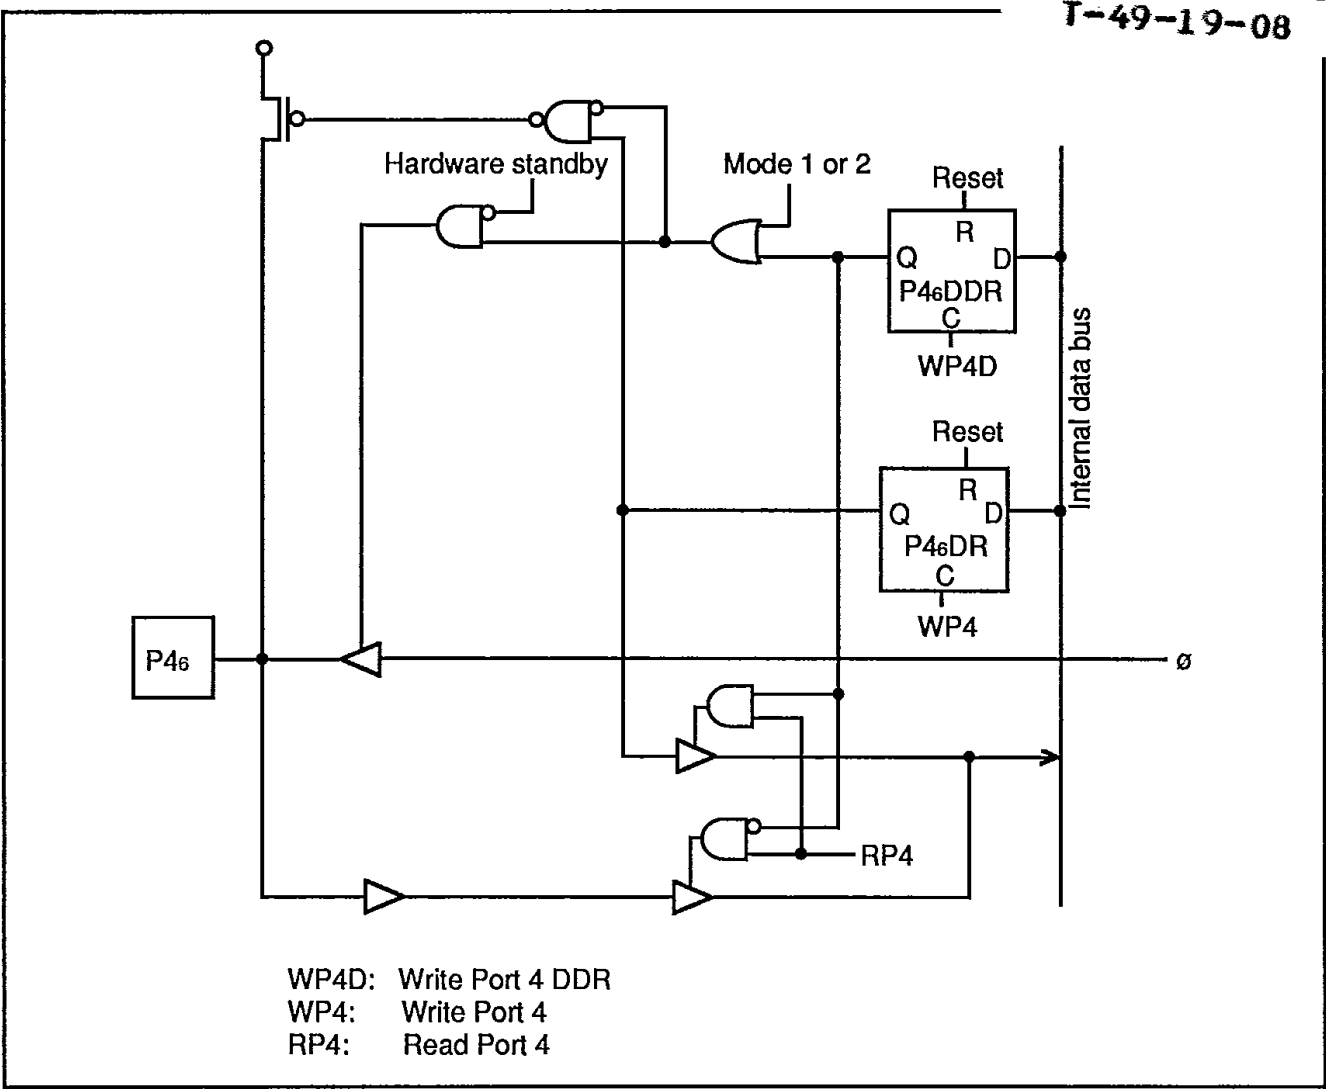 T-49-19-08
Hardware standby
Mode 1 or 2
Reset
R
Q
D
P46DDR
C
WP4D
Internal data bus
Reset
R
Q
D
P46DR
C
WP4
P46
ø
RP4
WP4D: Write Port 4 DDR
WP4: Write Port 4
RP4: Read Port 4